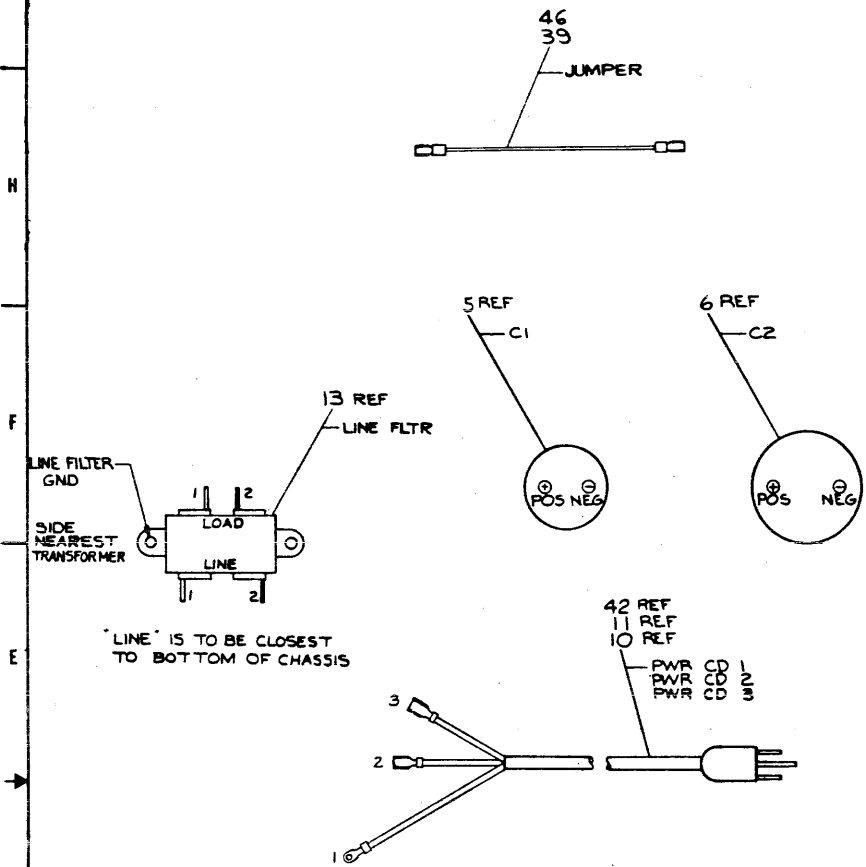 46
39
JUMPER
H
5 REF
C1
6 REF
C2
13 REF
LINE FLTR
F
LINE FILTER
GND
1 2
LOAD
POS NEG
POS NEG
SIDE
NEAREST
TRANSFORMER
LINE
1 2
"LINE" IS TO BE CLOSEST
TO BOTTOM OF CHASSIS
E
42 REF
11 REF
10 REF
PWR CD 1
PWR CD 2
PWR CD 3
3
2
1